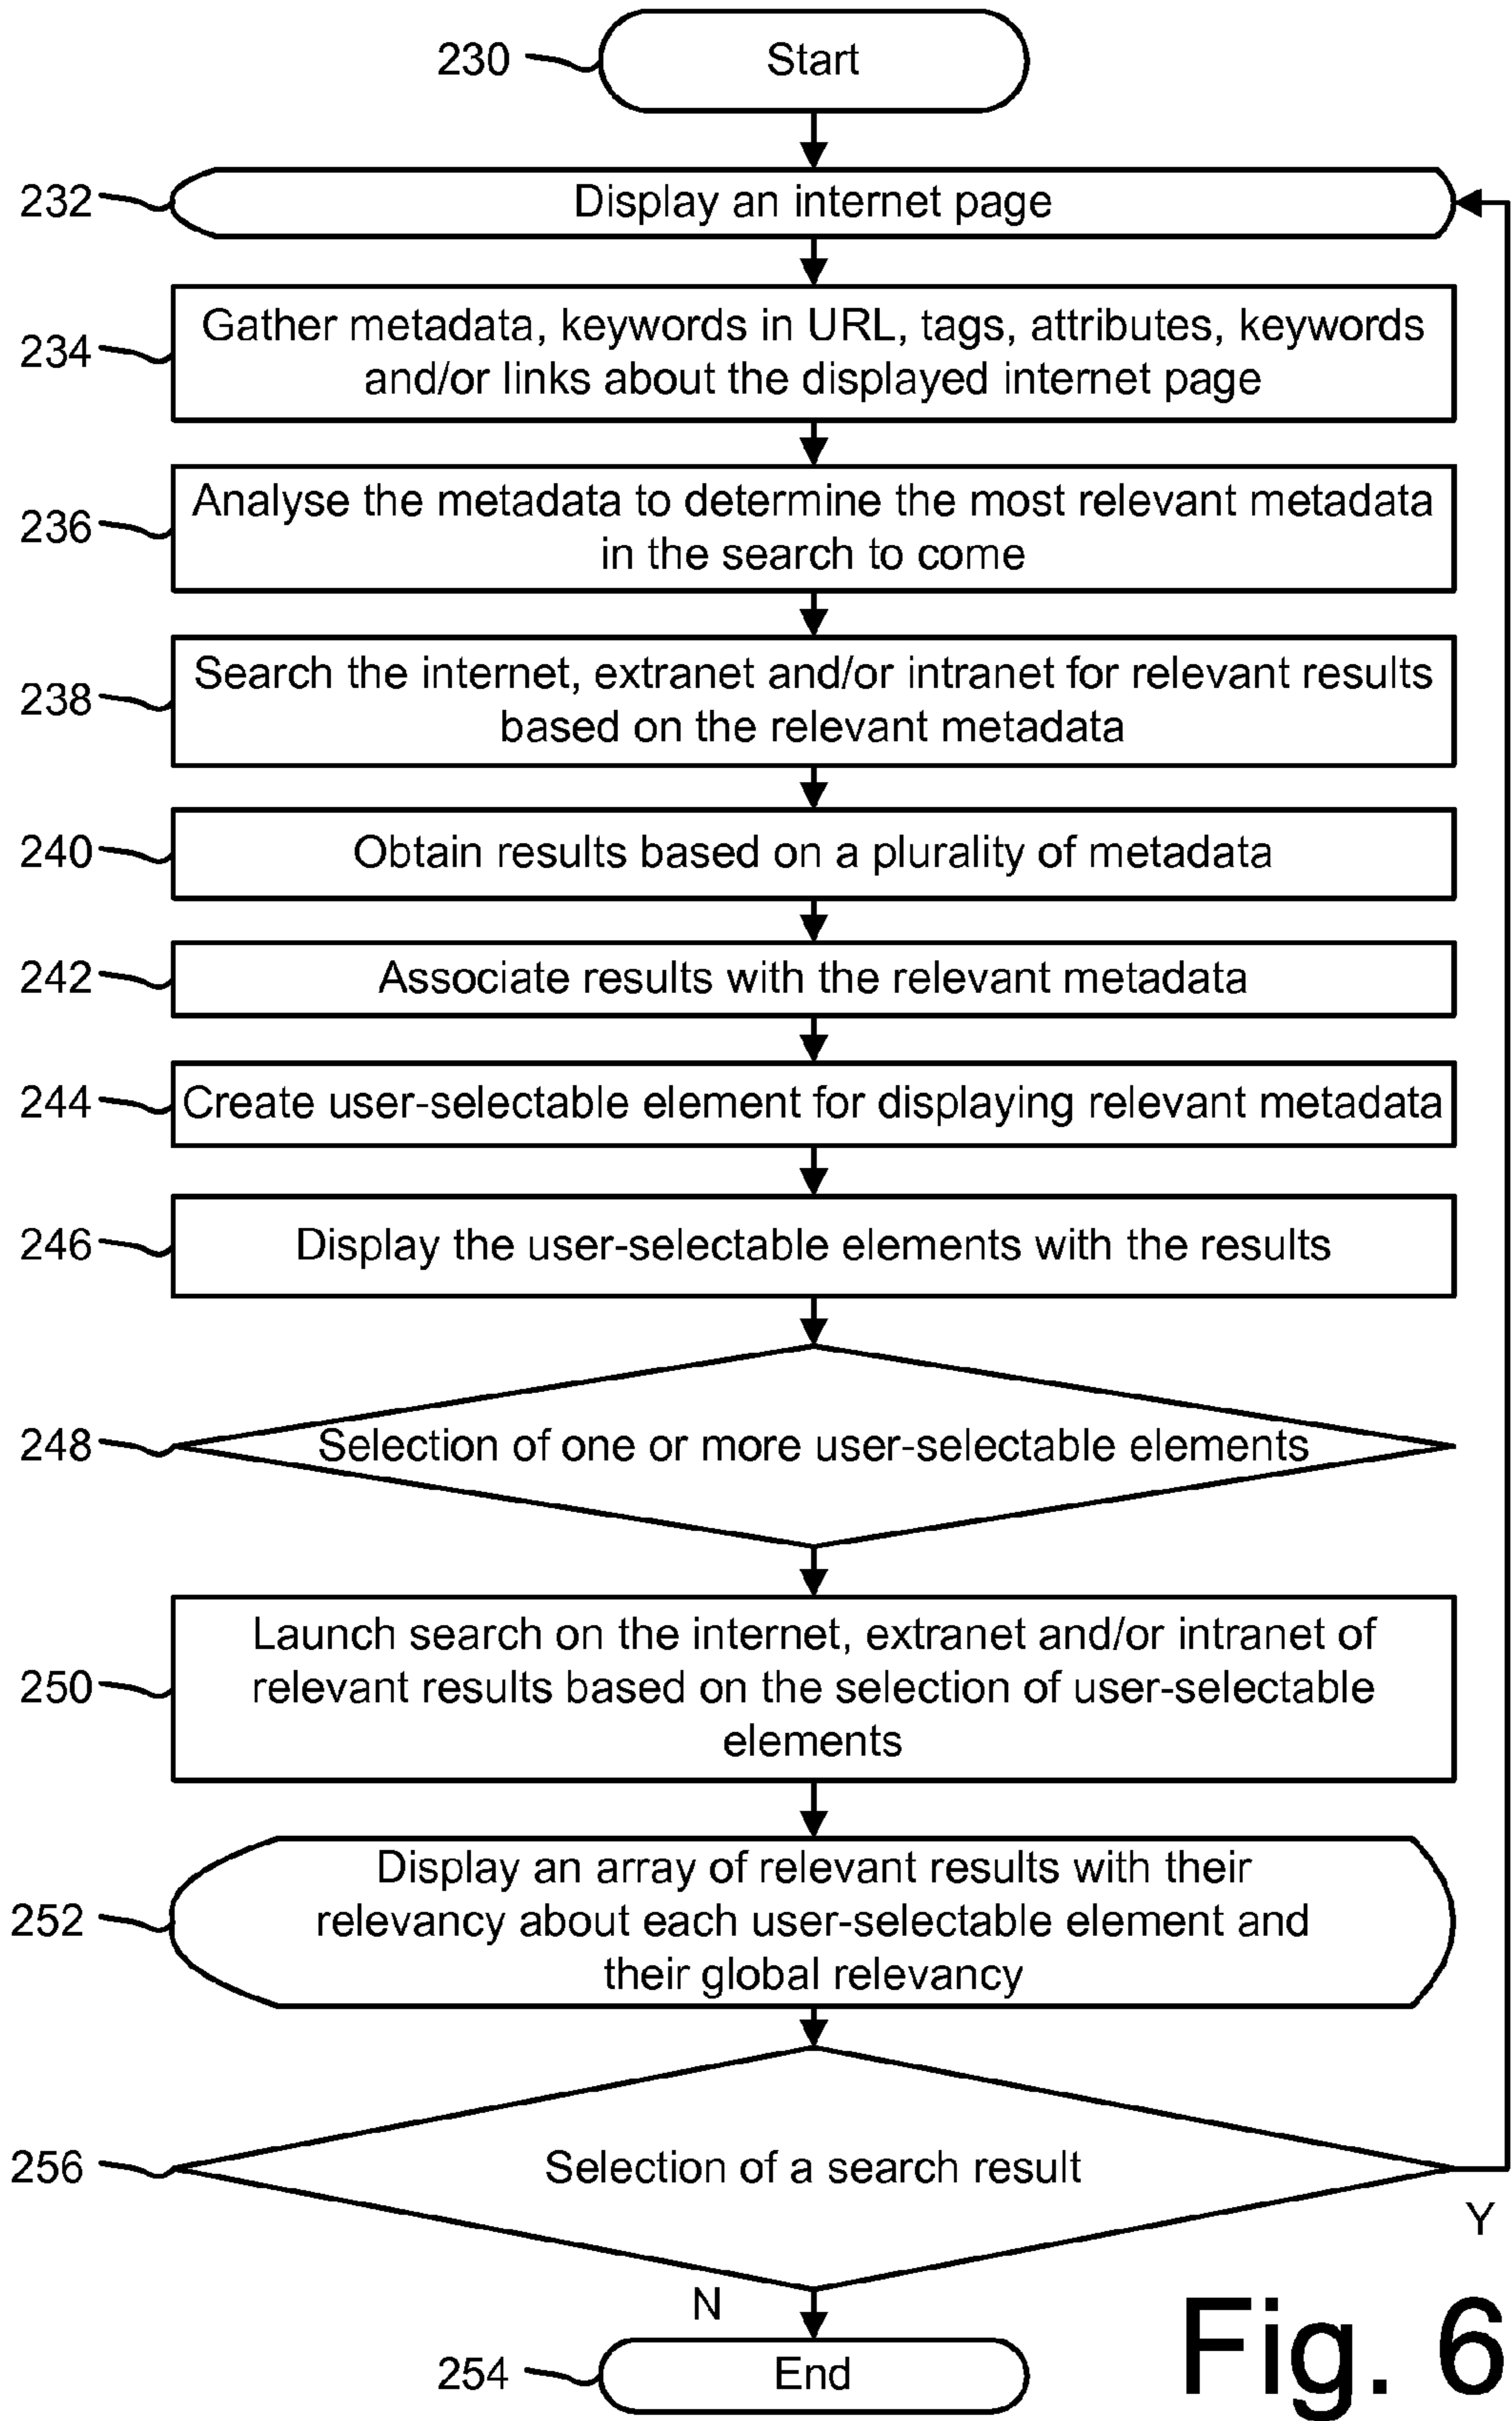 230 Start
232 Display an internet page
234 Gather metadata, keywords in URL, tags, attributes, keywords
and/or links about the displayed internet page
236 Analyse the metadata to determine the most relevant metadata
in the search to come
238 Search the internet, extranet and/or intranet for relevant results
based on the relevant metadata
240 Obtain results based on a plurality of metadata
242 Associate results with the relevant metadata
244 Create user-selectable element for displaying relevant metadata
246 Display the user-selectable elements with the results
248 Selection of one or more user-selectable elements
Launch search on the internet, extranet and/or intranet of
250 relevant results based on the selection of user-selectable
elements
Display an array of relevant results with their
252 relevancy about each user-selectable element and
their global relevancy
256 Selection of a search result
Y
N
254 End
Fig. 6